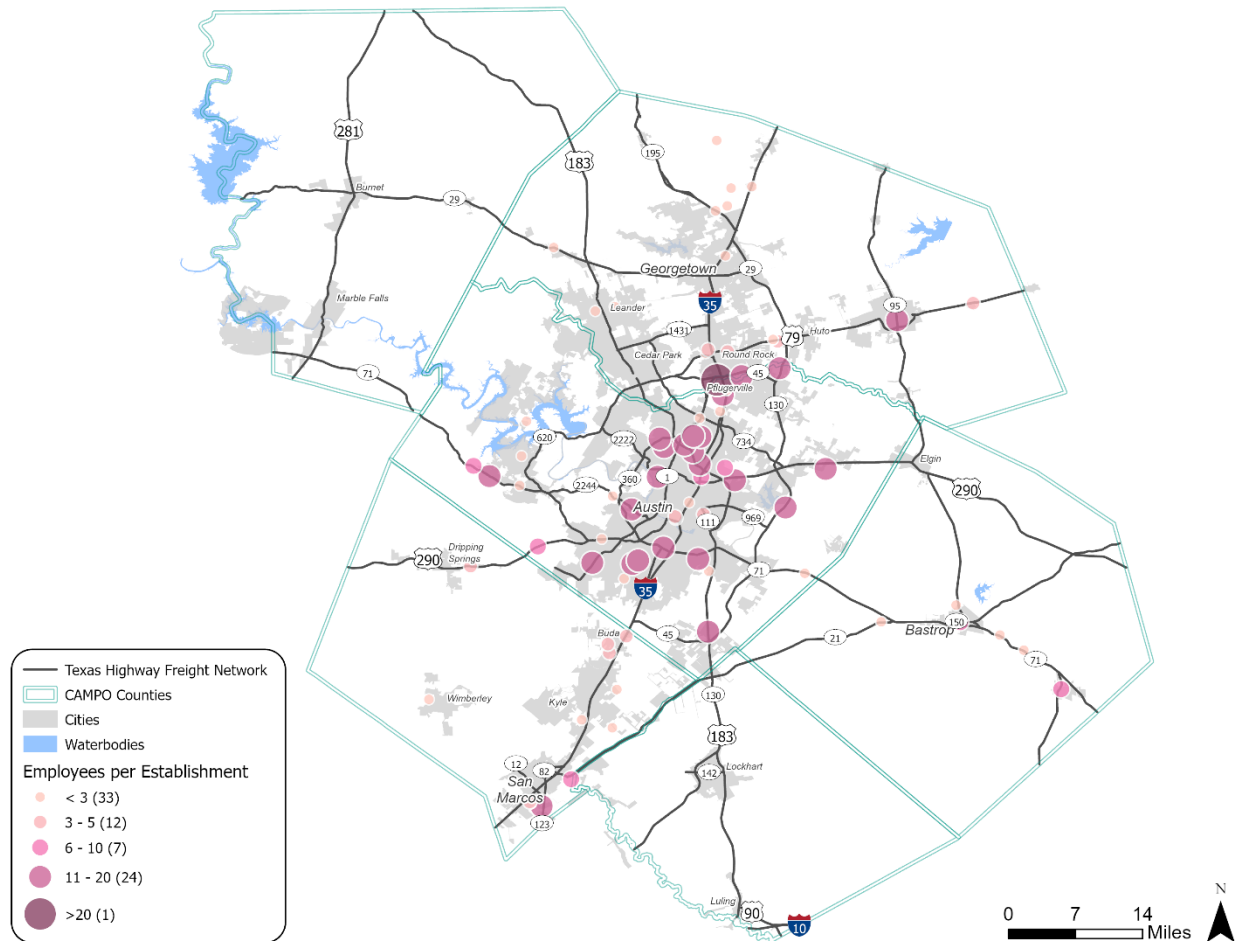 195
281
183
Burnet
29
Georgetown
29
35
95
Marble Falls
Leander
1431
79
Huto
Cedar Park
Round Rock
71
45
Pflugerville
130
620
2222
734
Elgin
360
1
2244
290
Austin
111
969
Dripping
Springs
290
71
35
150
Bastrop
Buda
45
21
71
Wimberley
Kyle
130
183
12
82
142
Lockhart
San
Marcos
123
Luling
90
10
Texas Highway Freight Network
CAMPO Counties
Cities
Waterbodies
Employees per Establishment
< 3 (33)
3 - 5 (12)
6 - 10 (7)
11 - 20 (24)
>20 (1)
N
0 7 14
Miles